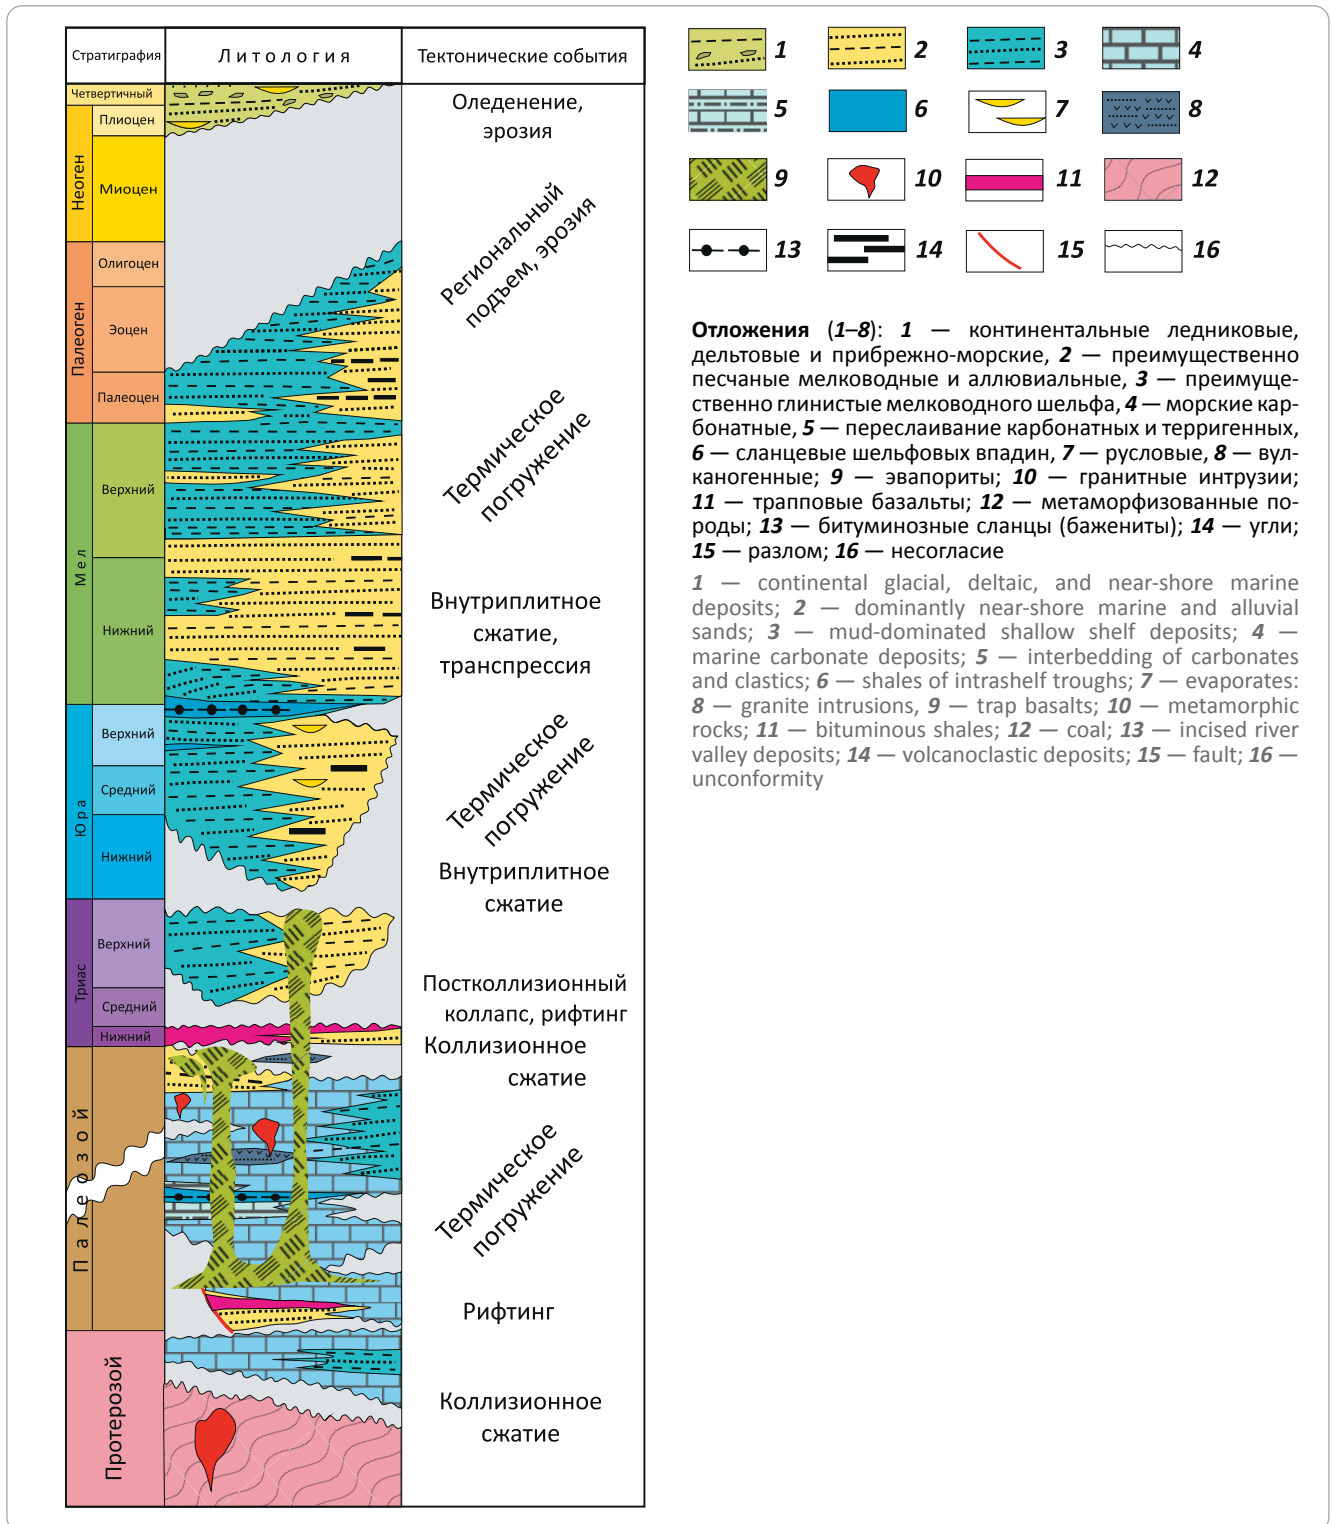 Стратиграфия
Литология
Тектонические события
Четвертичный
Плиоцен
Неоген
Миоцен
Олигоцен
Палеоген
Эоцен
Палеоцен
Мел
Верхний
Нижний
Юра
Верхний
Средний
Нижний
Триас
Верхний
Средний
Нижний
Палеозой
Протерозой
Оледенение,
эрозия
Региональный
подъем, эрозия
Термическое
погружение
Внутриплитное
сжатие,
транспрессия
Термическое
погружение
Внутриплитное
сжатие
Постколлизионный
коллапс, рифтинг
Коллизионное
сжатие
Термическое
погружение
Рифтинг
Коллизионное
сжатие
1 2 3 4
5 6 7 8
9 10 11 12
13 14 15 16
Отложения (1–8): 1 — континентальные ледниковые,
дельтовые и прибрежно-морские, 2 — преимущественно
песчаные мелководные и аллювиальные, 3 — преимуще-
ственно глинистые мелководного шельфа, 4 — морские кар-
бонатные, 5 — переслаивание карбонатных и терригенных,
6 — сланцевые шельфовых впадин, 7 — русловые, 8 — вул-
каногенные; 9 — эвапориты; 10 — гранитные интрузии;
11 — трапповые базальты; 12 — метаморфизованные по-
роды; 13 — битуминозные сланцы (бажениты); 14 — угли;
15 — разлом; 16 — несогласие
1 — continental glacial, deltaic, and near-shore marine
deposits; 2 — dominantly near-shore marine and alluvial
sands; 3 — mud-dominated shallow shelf deposits; 4 —
marine carbonate deposits; 5 — interbedding of carbonates
and clastics; 6 — shales of intrashelf troughs; 7 — evaporates:
8 — granite intrusions, 9 — trap basalts; 10 — metamorphic
rocks; 11 — bituminous shales; 12 — coal; 13 — incised river
valley deposits; 14 — volcanoclastic deposits; 15 — fault; 16 —
unconformity